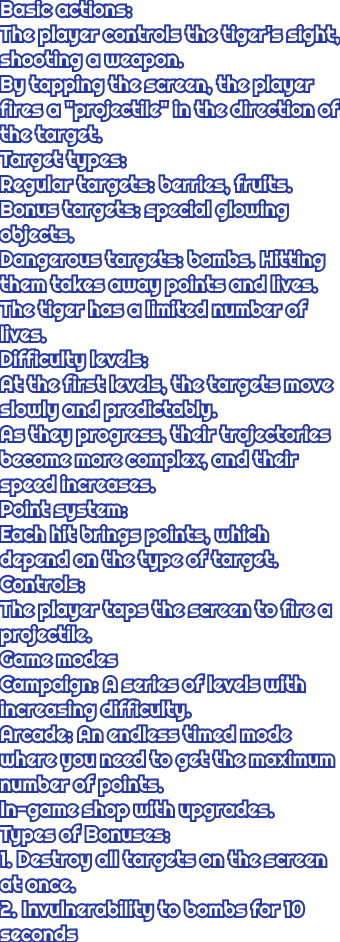 Basic actions:
The player controls the tiger's sight,
shooting a weapon.
By tapping the screen, the player
fires a "projectile" in the direction of
the target.
Target types:
Regular targets: berries, fruits.
Bonus targets: special glowing
objects.
Dangerous targets: bombs. Hitting
them takes away points and lives.
The tiger has a limited number of
lives.
Difficulty levels:
At the first levels, the targets move
slowly and predictably.
As they progress, their trajectories
become more complex, and their
speed increases.
Point system:
Each hit brings points, which
depend on the type of target.
Controls:
The player taps the screen to fire a
projectile.
Game modes
Campaign: A series of levels with
increasing difficulty.
Arcade: An endless timed mode
where you need to get the maximum
number of points.
In-game shop with upgrades.
Types of Bonuses:
1. Destroy all targets on the screen
at once.
2. Invulnerability to bombs for 10
seconds